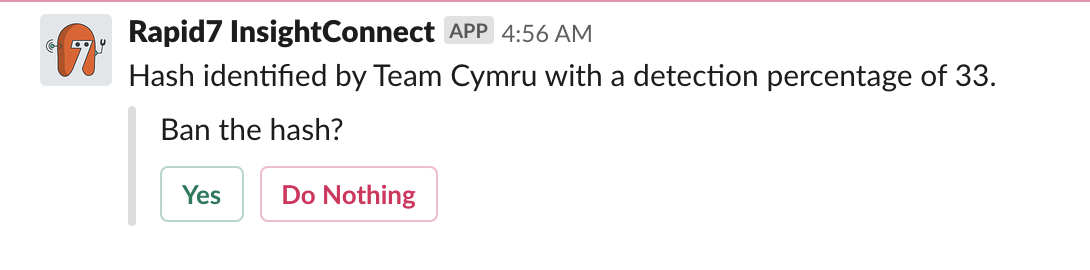 Rapid7 InsightConnect APP 4:56 AM
Hash identified by Team Cymru with a detection percentage of 33.
Ban the hash?
Yes Do Nothing